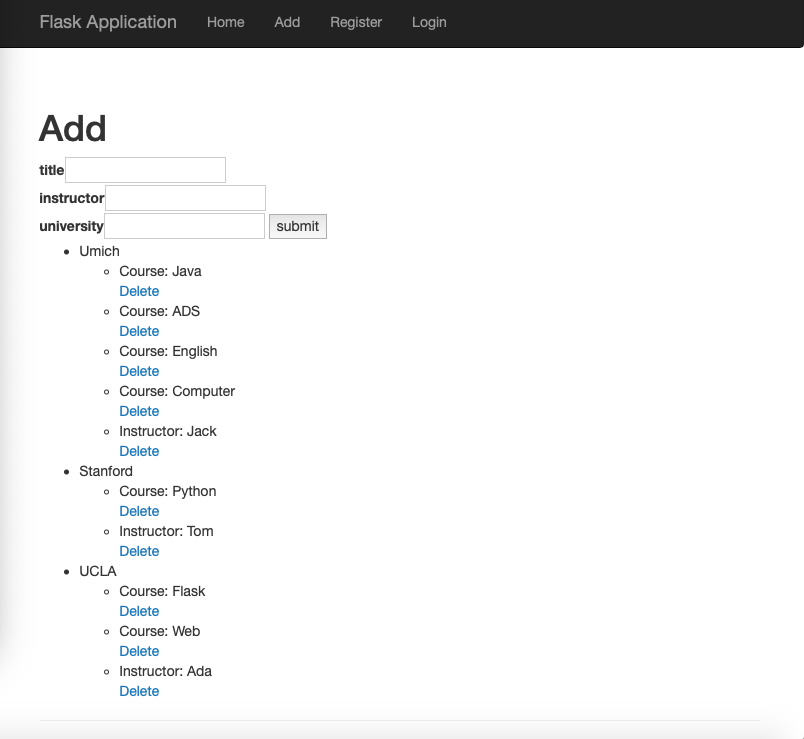 Flask Application Home Add Register Login
Add
title
instructor
university submit
Umich
Course: Java
Delete
Course: ADS
Delete
Course: English
Delete
Course: Computer
Delete
Instructor: Jack
Delete
Stanford
Course: Python
Delete
Instructor: Tom
Delete
UCLA
Course: Flask
Delete
Course: Web
Delete
Instructor: Ada
Delete